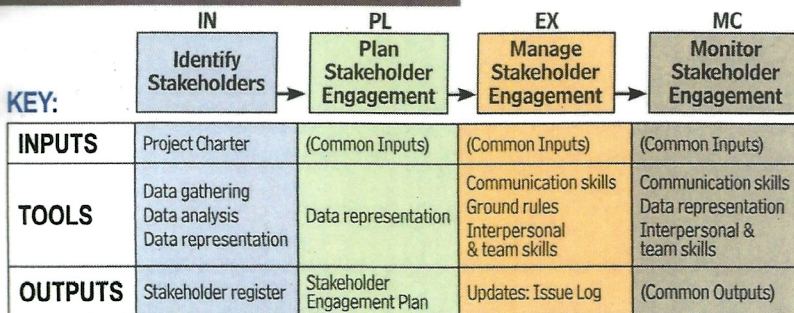 IN
PL
EX
MC
Identify
Stakeholders
Plan
Stakeholder
Engagement
Manage
Stakeholder
Engagement
Monitor
Stakeholder
Engagement
KEY:
INPUTS
Project Charter
(Common Inputs)
(Common Inputs)
(Common Inputs)
TOOLS
Data gathering
Data analysis
Data representation
Data representation
Communication skills
Ground rules
Interpersonal
& team skills
Communication skills
Data representation
Interpersonal &
team skills
OUTPUTS
Stakeholder register
Stakeholder
Engagement Plan
Updates: Issue Log
(Common Outputs)